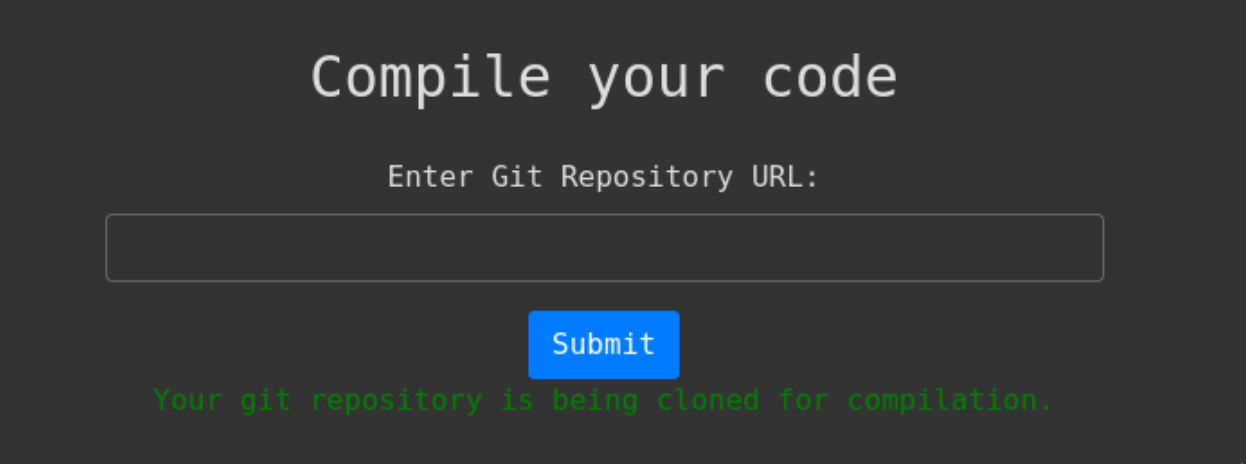 Compile your code
Enter Git Repository URL:
Submit
Your git repository is being cloned for compilation.